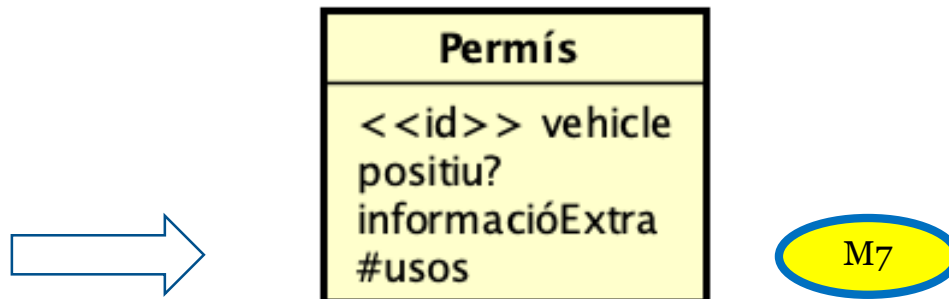 Permís
<<id>> vehicle
positiu?
informacióExtra
#usos
M7